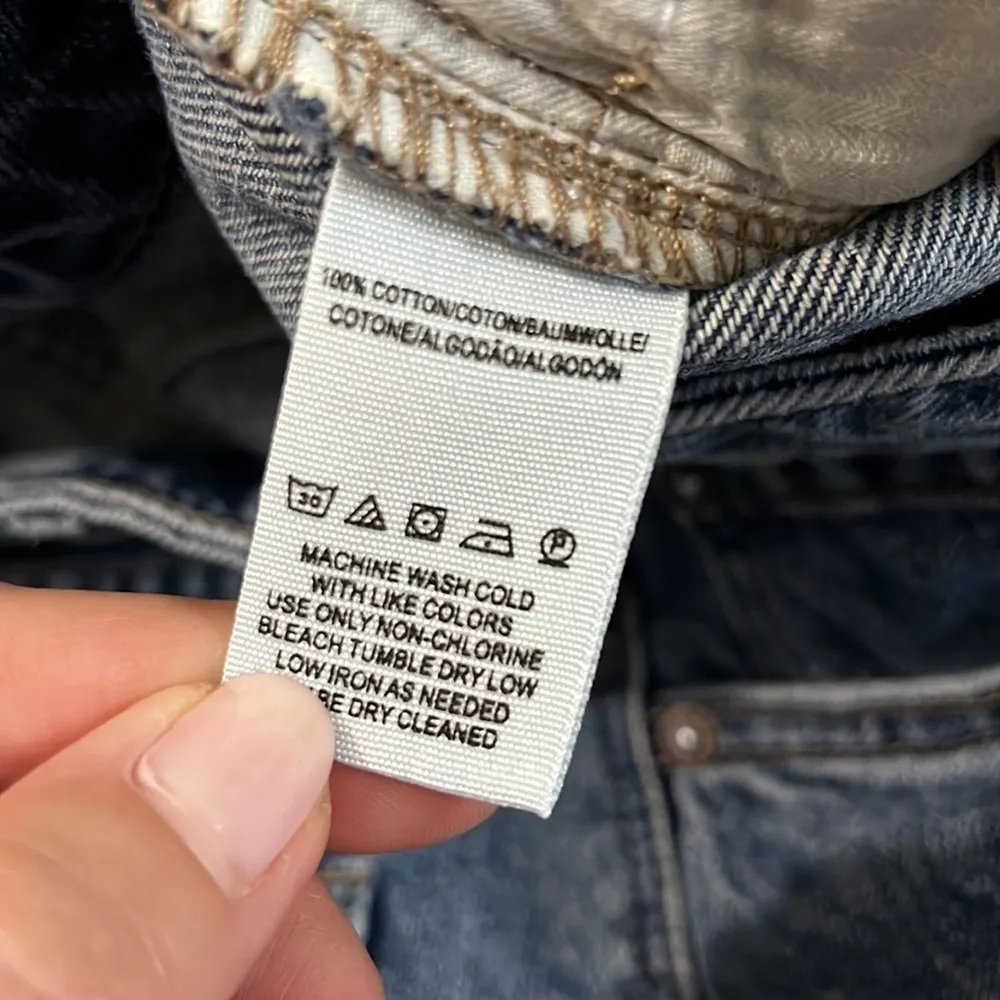 100% COTTON/COTON/BAUMWOLLE/
COTONE/ALGODÃO/ALGODÓN
30
P
MACHINE WASH COLD
WITH LIKE COLORS
USE ONLY NON-CHLORINE
BLEACH TUMBLE DRY LOW
LOW IRON AS NEEDED
BE DRY CLEANED